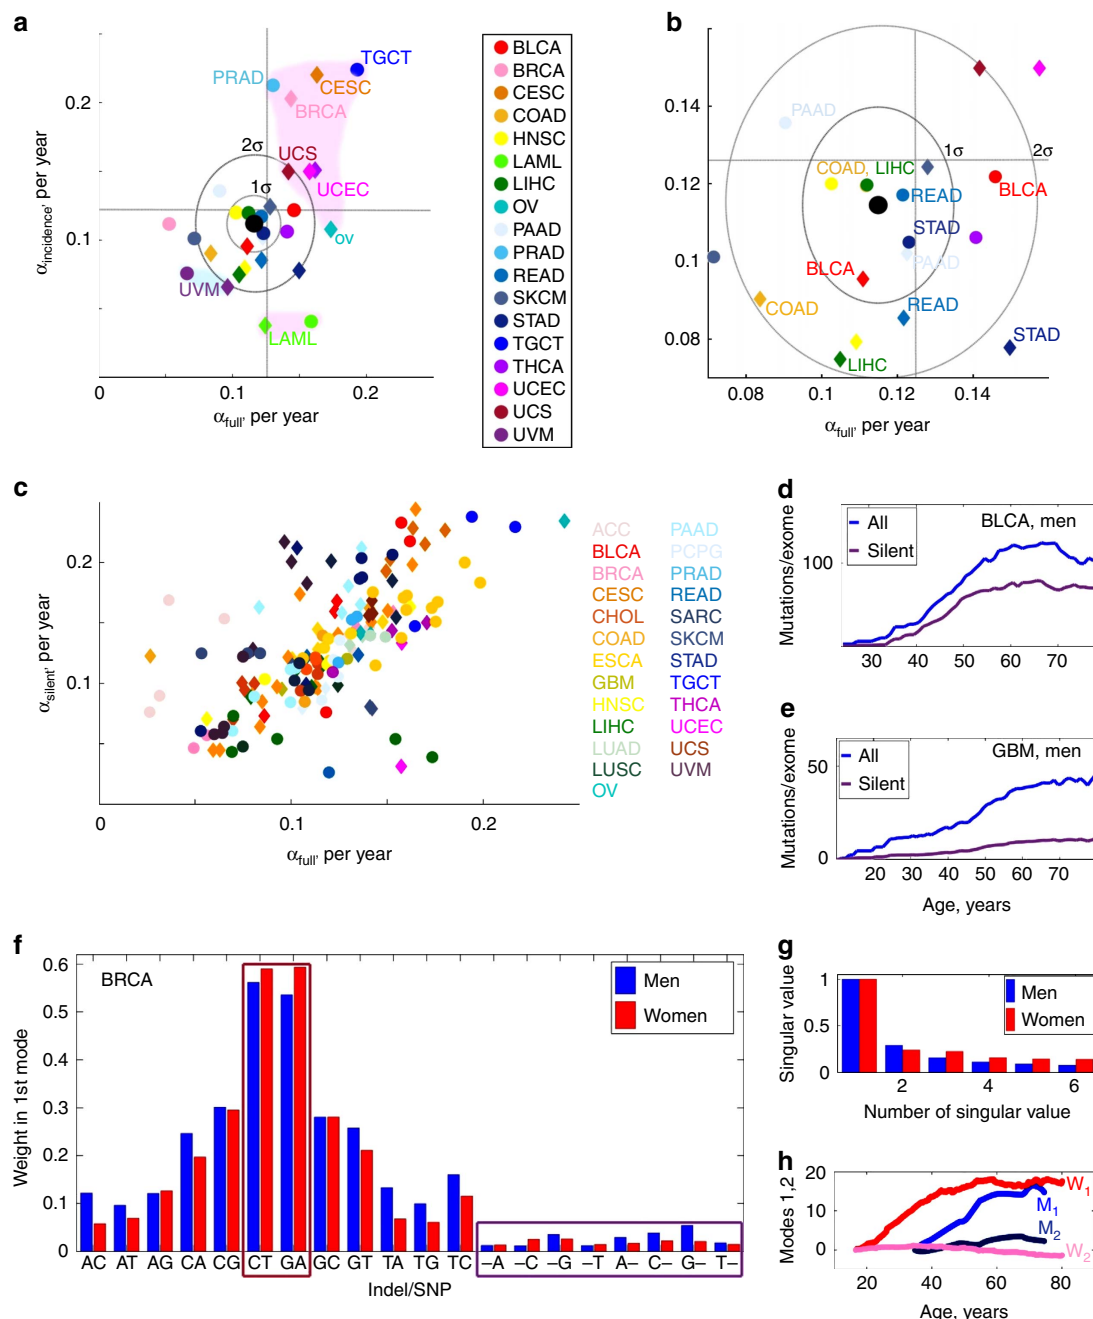 a
α_incidence, per year
0.2
0.1
0
0.1
0.2
α_full, per year
PRAD
TGCT
CESC
BRCA
2σ
UCS
1σ
UCEC
ov
UVM
LAML
BLCA
BRCA
CESC
COAD
HNSC
LAML
LIHC
OV
PAAD
PRAD
READ
SKCM
STAD
TGCT
THCA
UCEC
UCS
UVM
b
0.14
0.12
0.1
0.08
0.08
0.1
0.12
0.14
α_full, per year
PAAD
1σ
2σ
COAD, LIHC
READ
BLCA
STAD
PAAD
BLCA
COAD
READ
LIHC
STAD
c
α_silent, per year
0.2
0.1
0
0.1
0.2
α_full, per year
ACC PAAD
BLCA PCPG
BRCA PRAD
CESC READ
CHOL SARC
COAD SKCM
ESCA STAD
GBM TGCT
HNSC THCA
LIHC UCEC
LUAD UCS
LUSC UVM
OV
d
Mutations/exome
100
All
Silent
BLCA, men
30 40 50 60 70
e
Mutations/exome
50
0
All
Silent
GBM, men
20 30 40 50 60 70
Age, years
f
Weight in 1st mode
0.6
0.5
0.4
0.3
0.2
0.1
0
BRCA
Men
Women
AC AT AG CA CG CT GA GC GT TA TG TC –A –C –G –T A– C– G– T–
Indel/SNP
g
Singular value
1
0.5
0
Men
Women
2 4 6
Number of singular value
h
Modes 1,2
20
10
0
W1
M1
M2
W2
20 40 60 80
Age, years